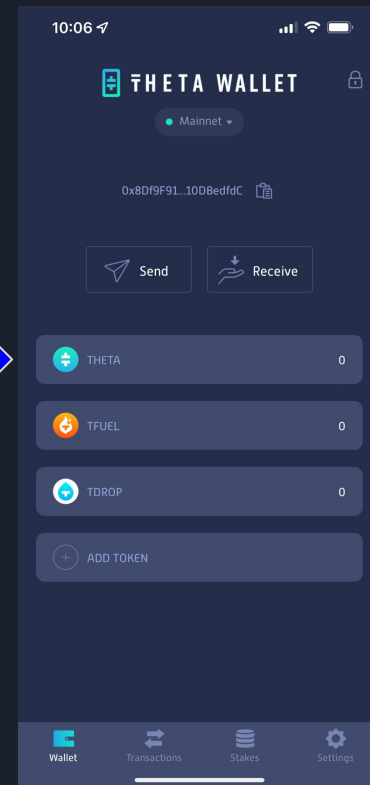 10:06
THETA WALLET
Mainnet
0x8Df9F91...10DBedfdC
Send
Receive
THETA 0
TFUEL 0
TDROP 0
ADD TOKEN
Wallet Transactions Stakes Settings